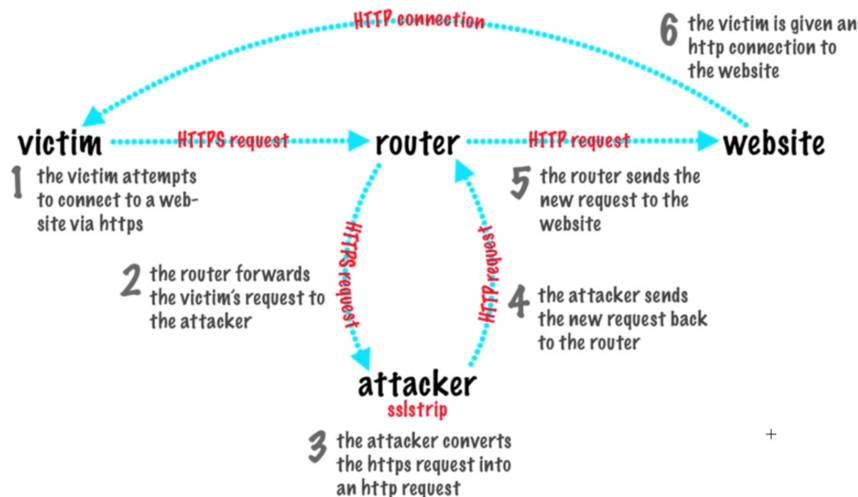 HTTP connection
6 the victim is given an
http connection to
the website
victim
HTTPS request
router
HTTP request
website
1 the victim attempts
to connect to a web-
site via https
5 the router sends the
new request to the
website
HTTPS request
HTTP request
2 the router forwards
the victim's request to
the attacker
4 the attacker sends
the new request back
to the router
attacker
sslstrip
3 the attacker converts
the https request into
an http request